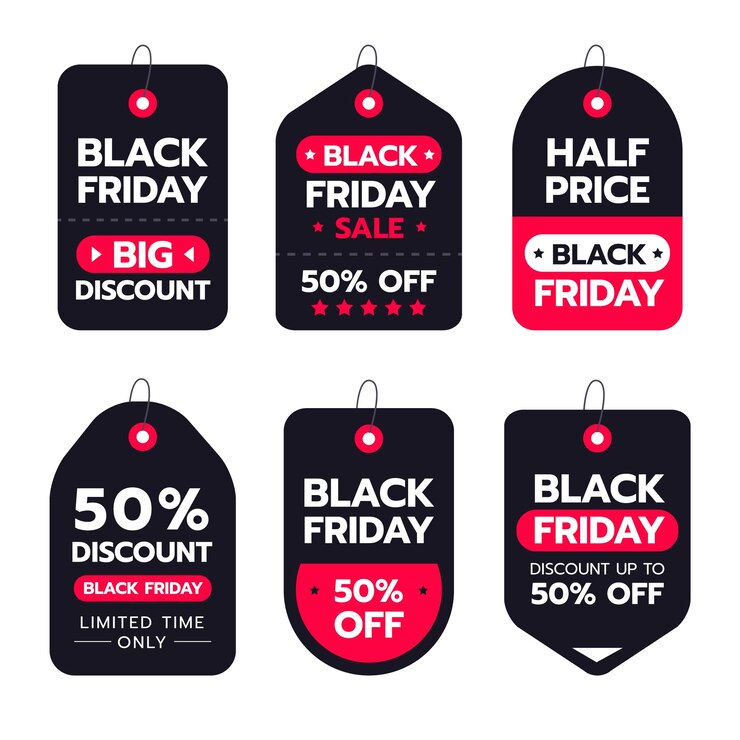 BLACK
FRIDAY
BIG
DISCOUNT
BLACK
FRIDAY
SALE
50% OFF
HALF
PRICE
BLACK
FRIDAY
50%
DISCOUNT
BLACK FRIDAY
LIMITED TIME
ONLY
BLACK
FRIDAY
50%
OFF
BLACK
FRIDAY
DISCOUNT UP TO
50% OFF